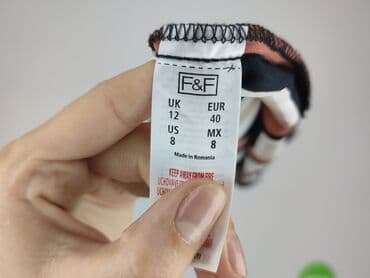 F&F
UK EUR
12 40
US MX
8 8
Made in Romania
KEEP AWAY FROM FIRE